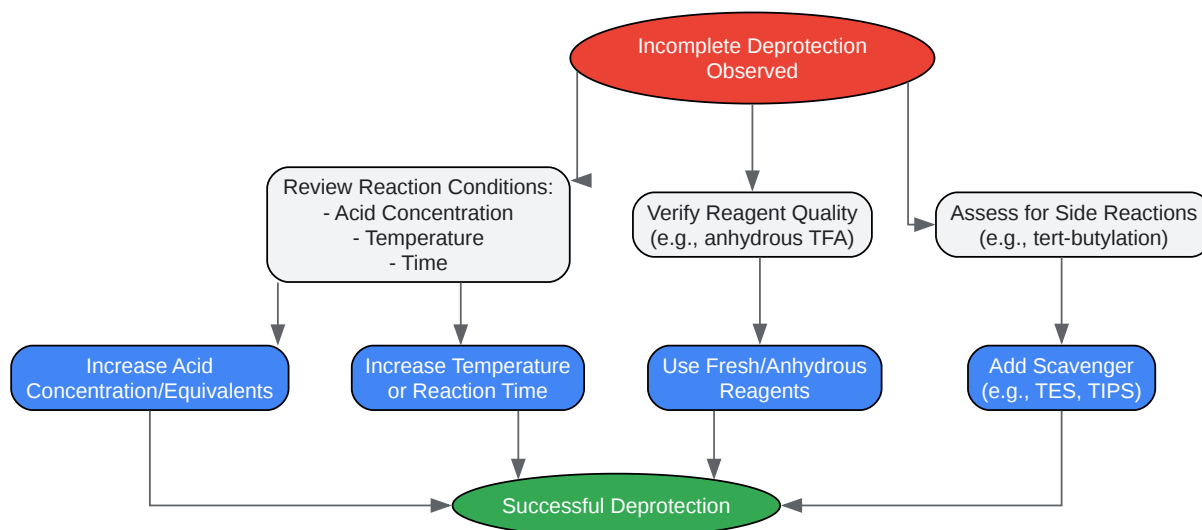 Incomplete Deprotection
Observed
Review Reaction Conditions:
- Acid Concentration
- Temperature
- Time
Verify Reagent Quality
(e.g., anhydrous TFA)
Assess for Side Reactions
(e.g., tert-butylation)
Increase Acid
Concentration/Equivalents
Increase Temperature
or Reaction Time
Use Fresh/Anhydrous
Reagents
Add Scavenger
(e.g., TES, TIPS)
Successful Deprotection